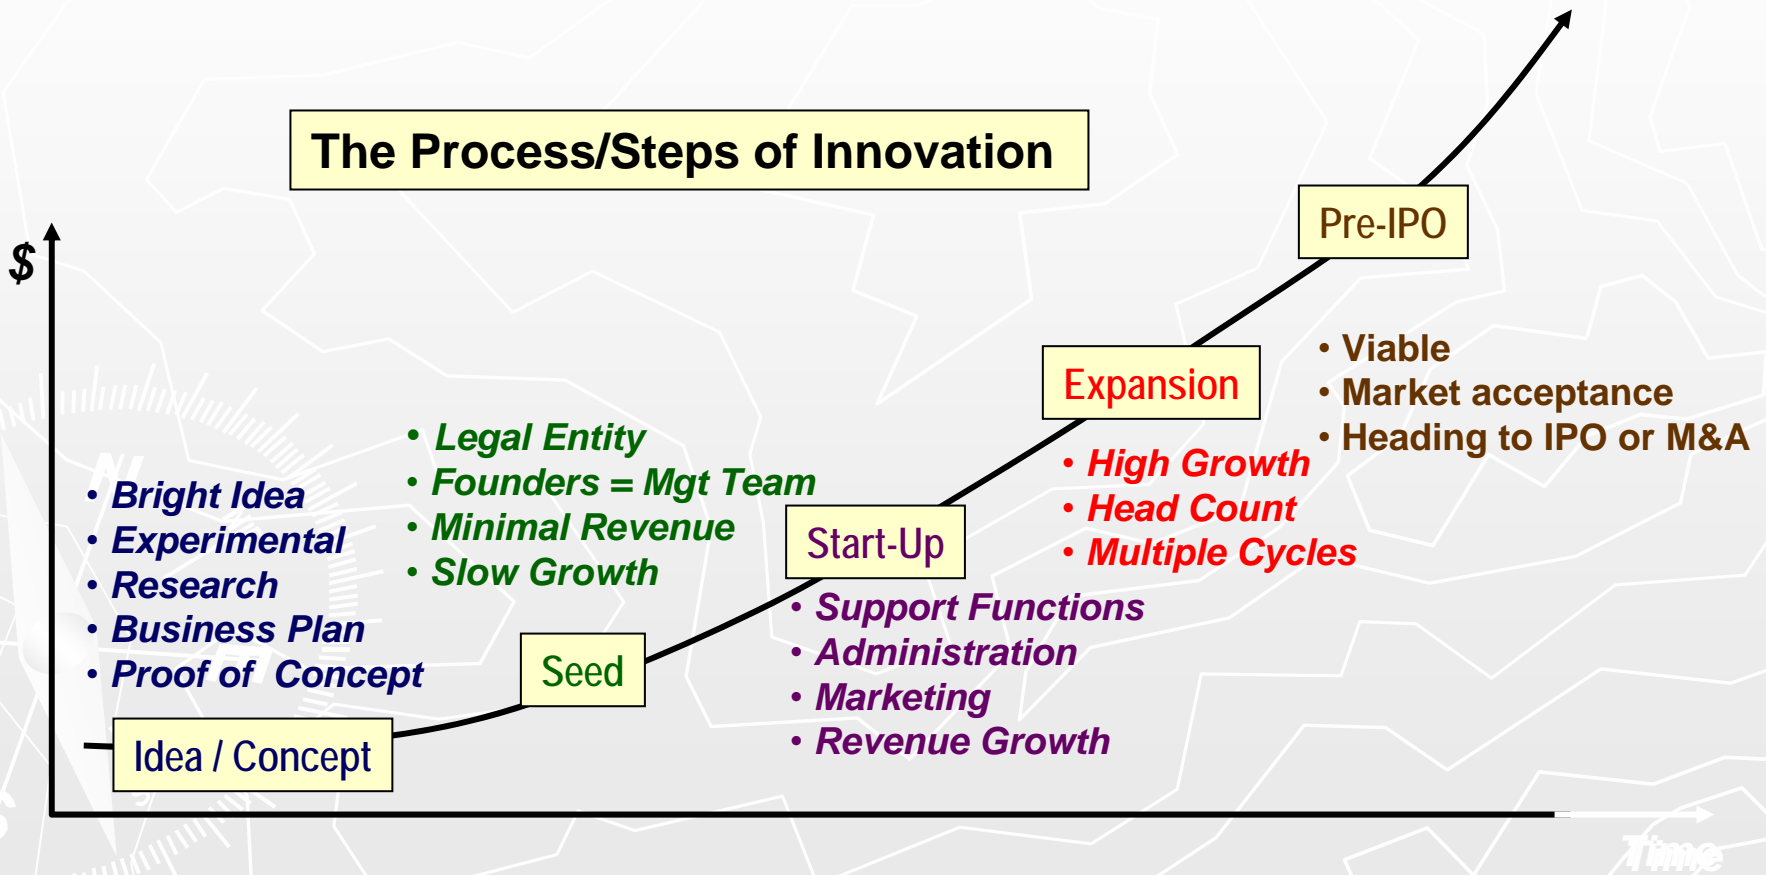 The Process/Steps of Innovation
$
Idea / Concept
• Bright Idea
• Experimental
• Research
• Business Plan
• Proof of  Concept
Seed
• Legal Entity
• Founders = Mgt Team
• Minimal Revenue
• Slow Growth
Start-Up
• Support Functions
• Administration
• Marketing
• Revenue Growth
Expansion
• High Growth
• Head Count
• Multiple Cycles
Pre-IPO
• Viable
• Market acceptance
• Heading to IPO or M&A
Time
N
E
S